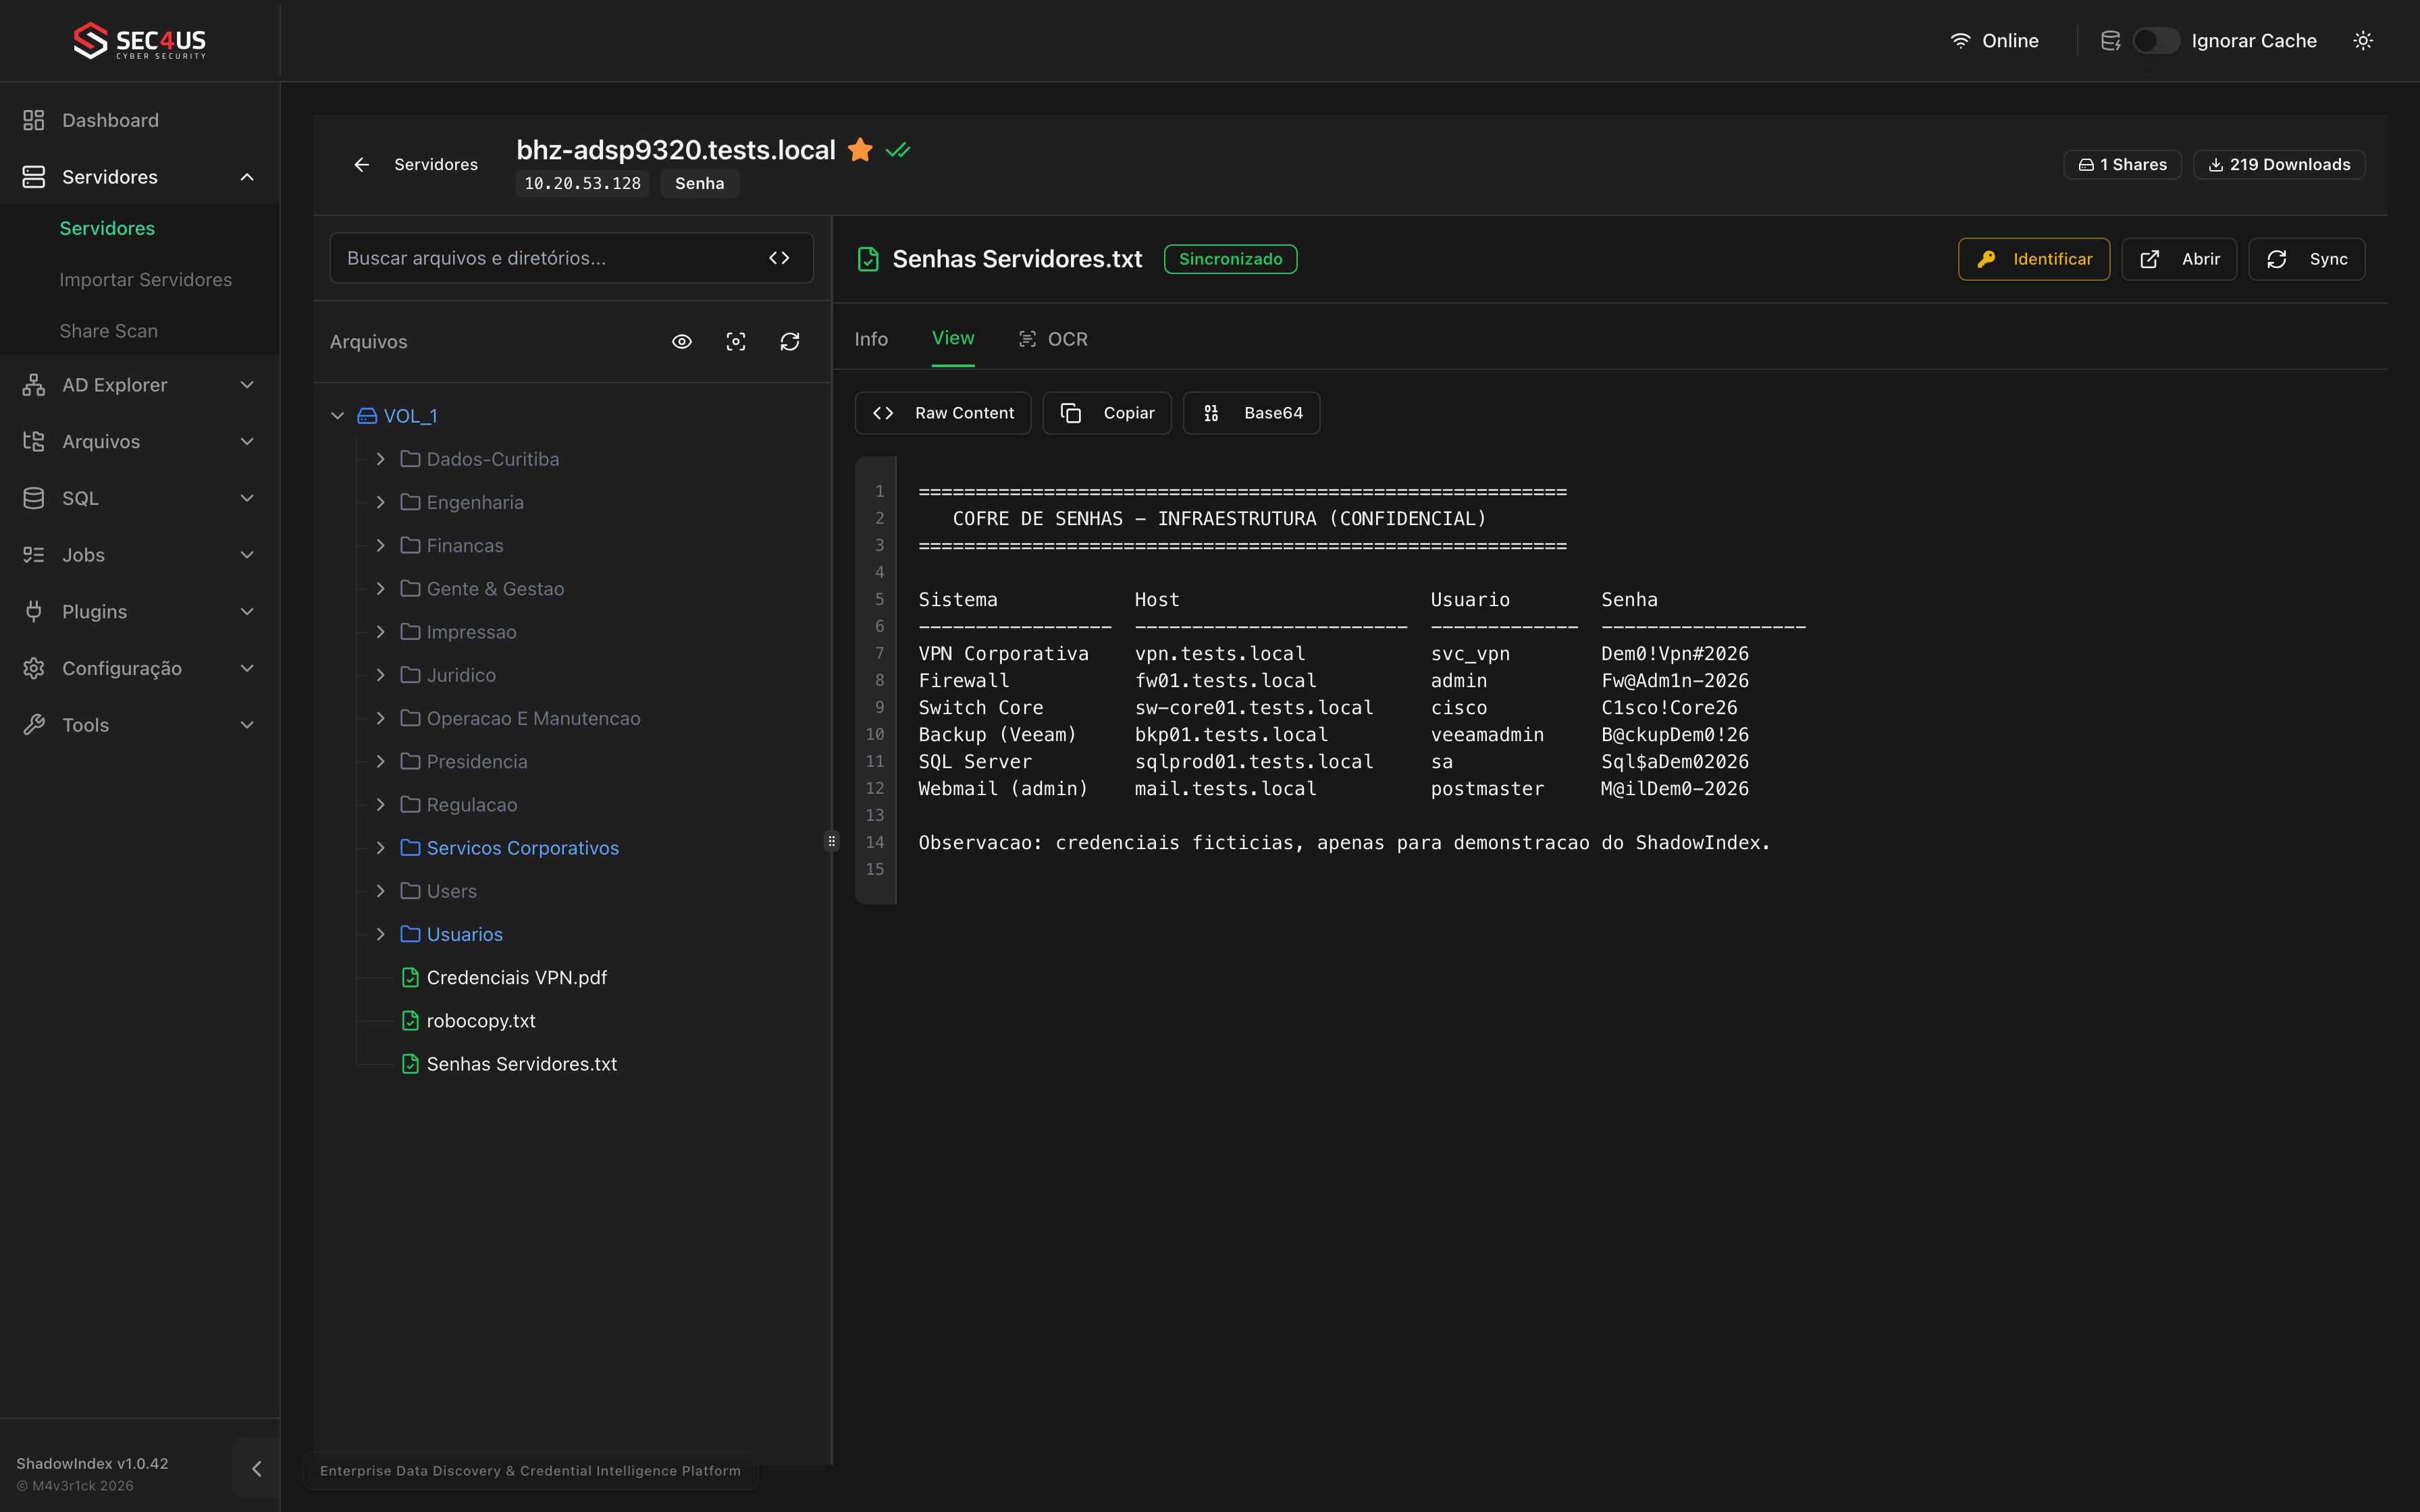 SEC4US
CYBER SECURITY
Online
Ignorar Cache
Dashboard
Servidores
Servidores
Importar Servidores
Share Scan
AD Explorer
Arquivos
SQL
Jobs
Plugins
Configuração
Tools
ShadowIndex v1.0.42
© M4v3r1ck 2026
Servidores
bhz-adsp9320.tests.local
10.20.53.128
Senha
1 Shares
219 Downloads
Buscar arquivos e diretórios...
Arquivos
VOL_1
Dados-Curitiba
Engenharia
Financas
Gente & Gestao
Impressao
Juridico
Operacao E Manutencao
Presidencia
Regulacao
Servicos Corporativos
Users
Usuarios
Credenciais VPN.pdf
robocopy.txt
Senhas Servidores.txt
Enterprise Data Discovery & Credential Intelligence Platform
Senhas Servidores.txt
Sincronizado
Identificar
Abrir
Sync
Info
View
OCR
Raw Content
Copiar
Base64
1 =========================================================
2    COFRE DE SENHAS - INFRAESTRUTURA (CONFIDENCIAL)
3 =========================================================
4
5 Sistema            Host                      Usuario        Senha
6 -----------------  ------------------------  -------------  ------------------
7 VPN Corporativa    vpn.tests.local           svc_vpn        Dem0!Vpn#2026
8 Firewall           fw01.tests.local          admin          Fw@Adm1n-2026
9 Switch Core        sw-core01.tests.local     cisco          C1sco!Core26
10 Backup (Veeam)     bkp01.tests.local         veeamadmin     B@ckupDem0!26
11 SQL Server         sqlprod01.tests.local     sa             Sql$aDem02026
12 Webmail (admin)    mail.tests.local          postmaster     M@ilDem0-2026
13
14 Observacao: credenciais ficticias, apenas para demonstracao do ShadowIndex.
15